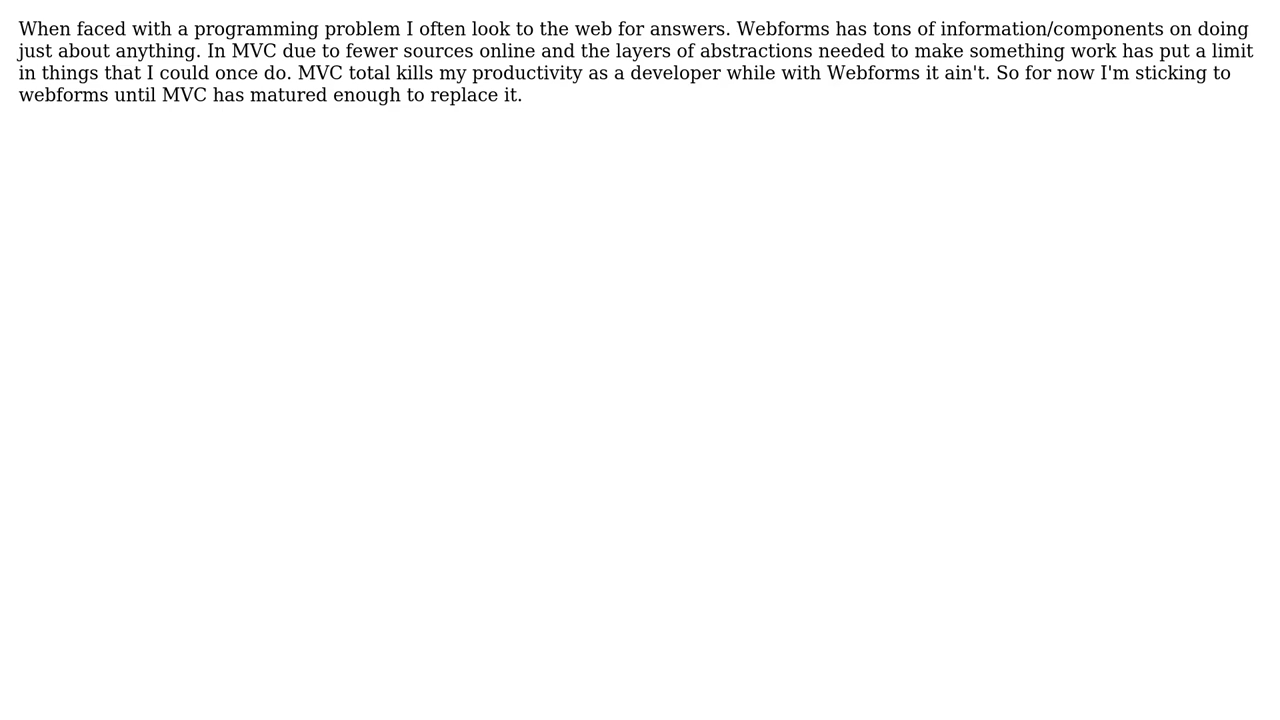 When faced with a programming problem I often look to the web for answers. Webforms has tons of information/components on doing
just about anything. In MVC due to fewer sources online and the layers of abstractions needed to make something work has put a limit
in things that I could once do. MVC total kills my productivity as a developer while with Webforms it ain't. So for now I'm sticking to
webforms until MVC has matured enough to replace it.